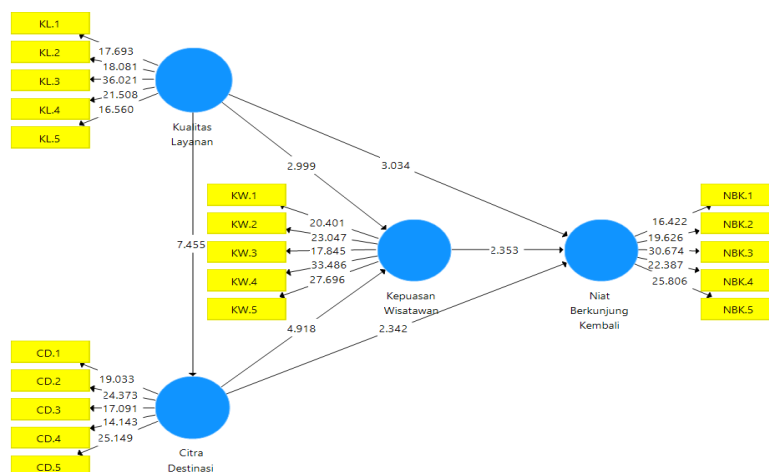 KL.1
KL.2
KL.3
KL.4
KL.5
17.693
18.081
36.021
21.508
16.560
Kualitas
Layanan
2.999
3.034
7.455
KW.1
KW.2
KW.3
KW.4
KW.5
20.401
23.047
17.845
33.486
27.696
Kepuasan
Wisatawan
2.353
4.918
2.342
Niat
Berkunjung
Kembali
16.422
19.626
30.674
22.387
25.806
NBK.1
NBK.2
NBK.3
NBK.4
NBK.5
CD.1
CD.2
CD.3
CD.4
CD.5
19.033
24.373
17.091
14.143
25.149
Citra
Destinasi